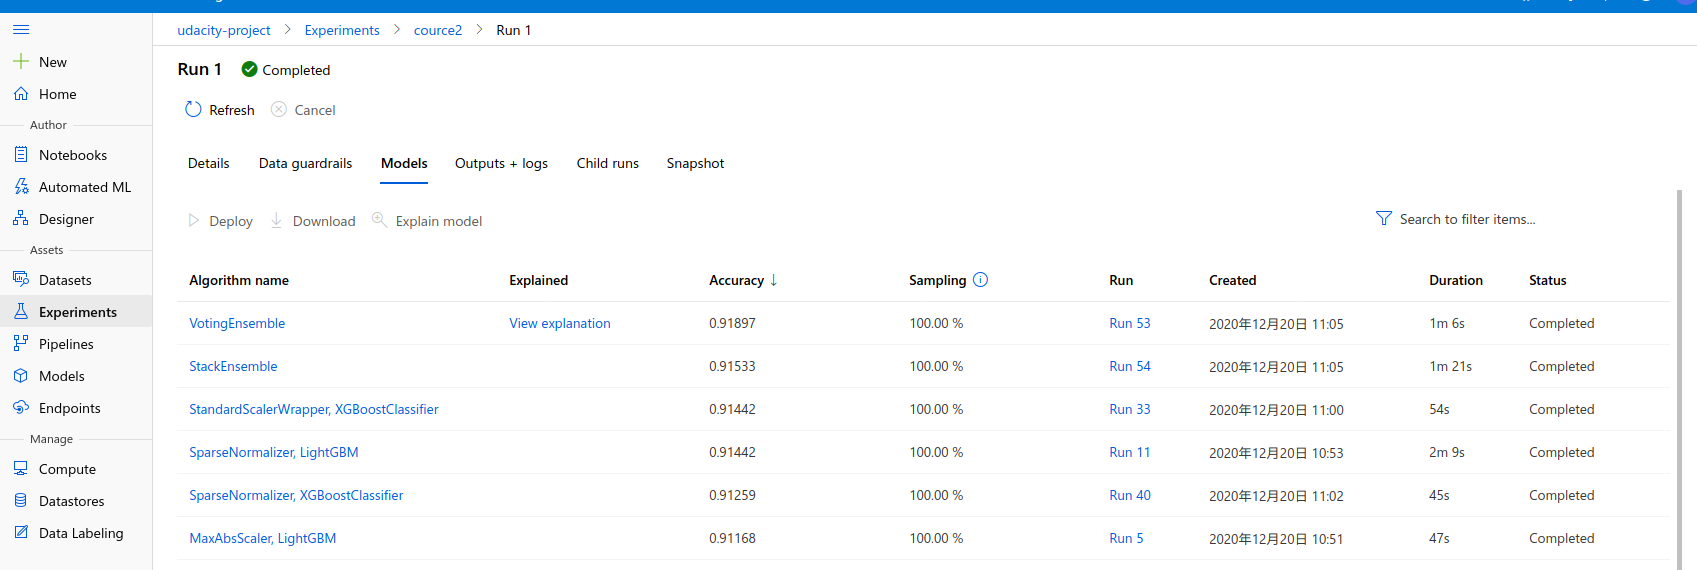 udacity-project > Experiments > cource2 > Run 1
New
Home
Author
Notebooks
Automated ML
Designer
Assets
Datasets
Experiments
Pipelines
Models
Endpoints
Manage
Compute
Datastores
Data Labeling
Run 1 Completed
Refresh Cancel
Details Data guardrails Models Outputs + logs Child runs Snapshot
Deploy Download Explain model Search to filter items...
Algorithm name Explained Accuracy ↓ Sampling Run Created Duration Status
VotingEnsemble View explanation 0.91897 100.00 % Run 53 2020年12月20日 11:05 1m 6s Completed
StackEnsemble 0.91533 100.00 % Run 54 2020年12月20日 11:05 1m 21s Completed
StandardScalerWrapper, XGBoostClassifier 0.91442 100.00 % Run 33 2020年12月20日 11:00 54s Completed
SparseNormalizer, LightGBM 0.91442 100.00 % Run 11 2020年12月20日 10:53 2m 9s Completed
SparseNormalizer, XGBoostClassifier 0.91259 100.00 % Run 40 2020年12月20日 11:02 45s Completed
MaxAbsScaler, LightGBM 0.91168 100.00 % Run 5 2020年12月20日 10:51 47s Completed